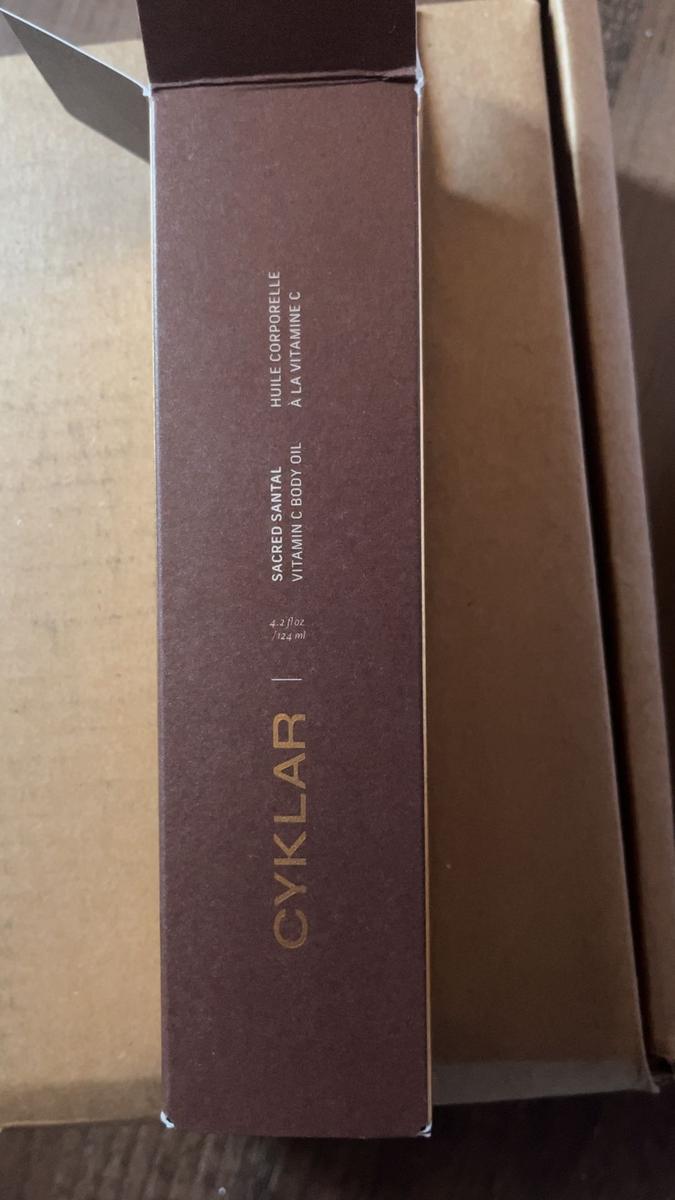 CYKLAR
4.2 fl oz
/124 ml
SACRED SANTAL
VITAMIN C BODY OIL
HUILE CORPORELLE
À LA VITAMINE C